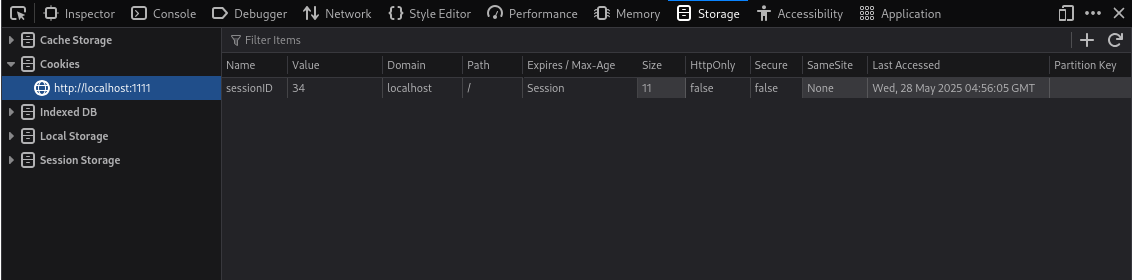 Inspector Console Debugger Network Style Editor Performance Memory Storage Accessibility Application
Cache Storage
Filter Items
Cookies
Name Value Domain Path Expires / Max-Age Size HttpOnly Secure SameSite Last Accessed Partition Key
http://localhost:1111
sessionID 34 localhost / Session 11 false false None Wed, 28 May 2025 04:56:05 GMT
Indexed DB
Local Storage
Session Storage